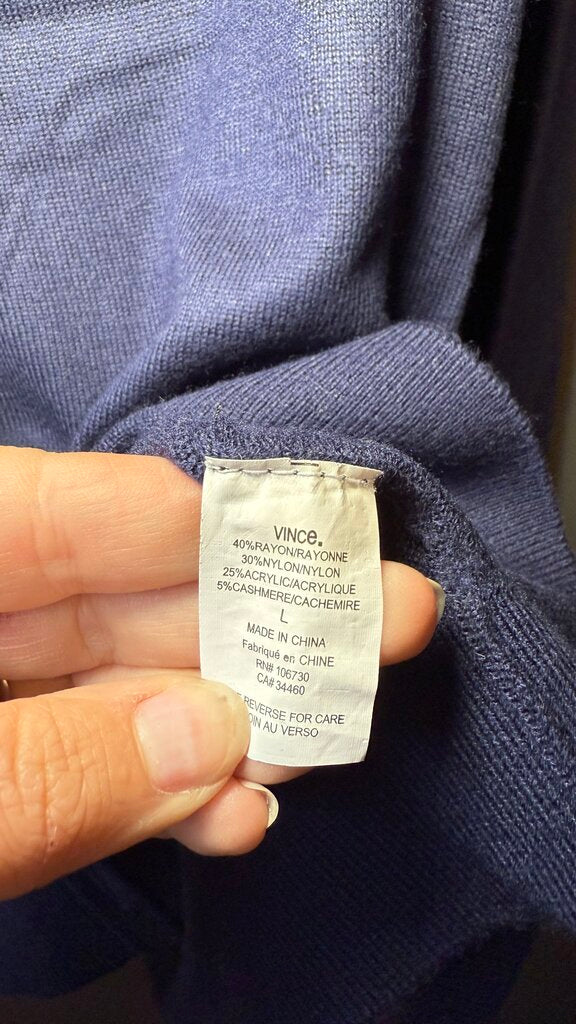 VINCE.
40%RAYON/RAYONNE
30%NYLON/NYLON
25%ACRYLIC/ACRYLIQUE
5%CASHMERE/CACHEMIRE
L
MADE IN CHINA
Fabriqué en CHINE
RN# 106730
CA# 34460
REVERSE FOR CARE
AU VERSO